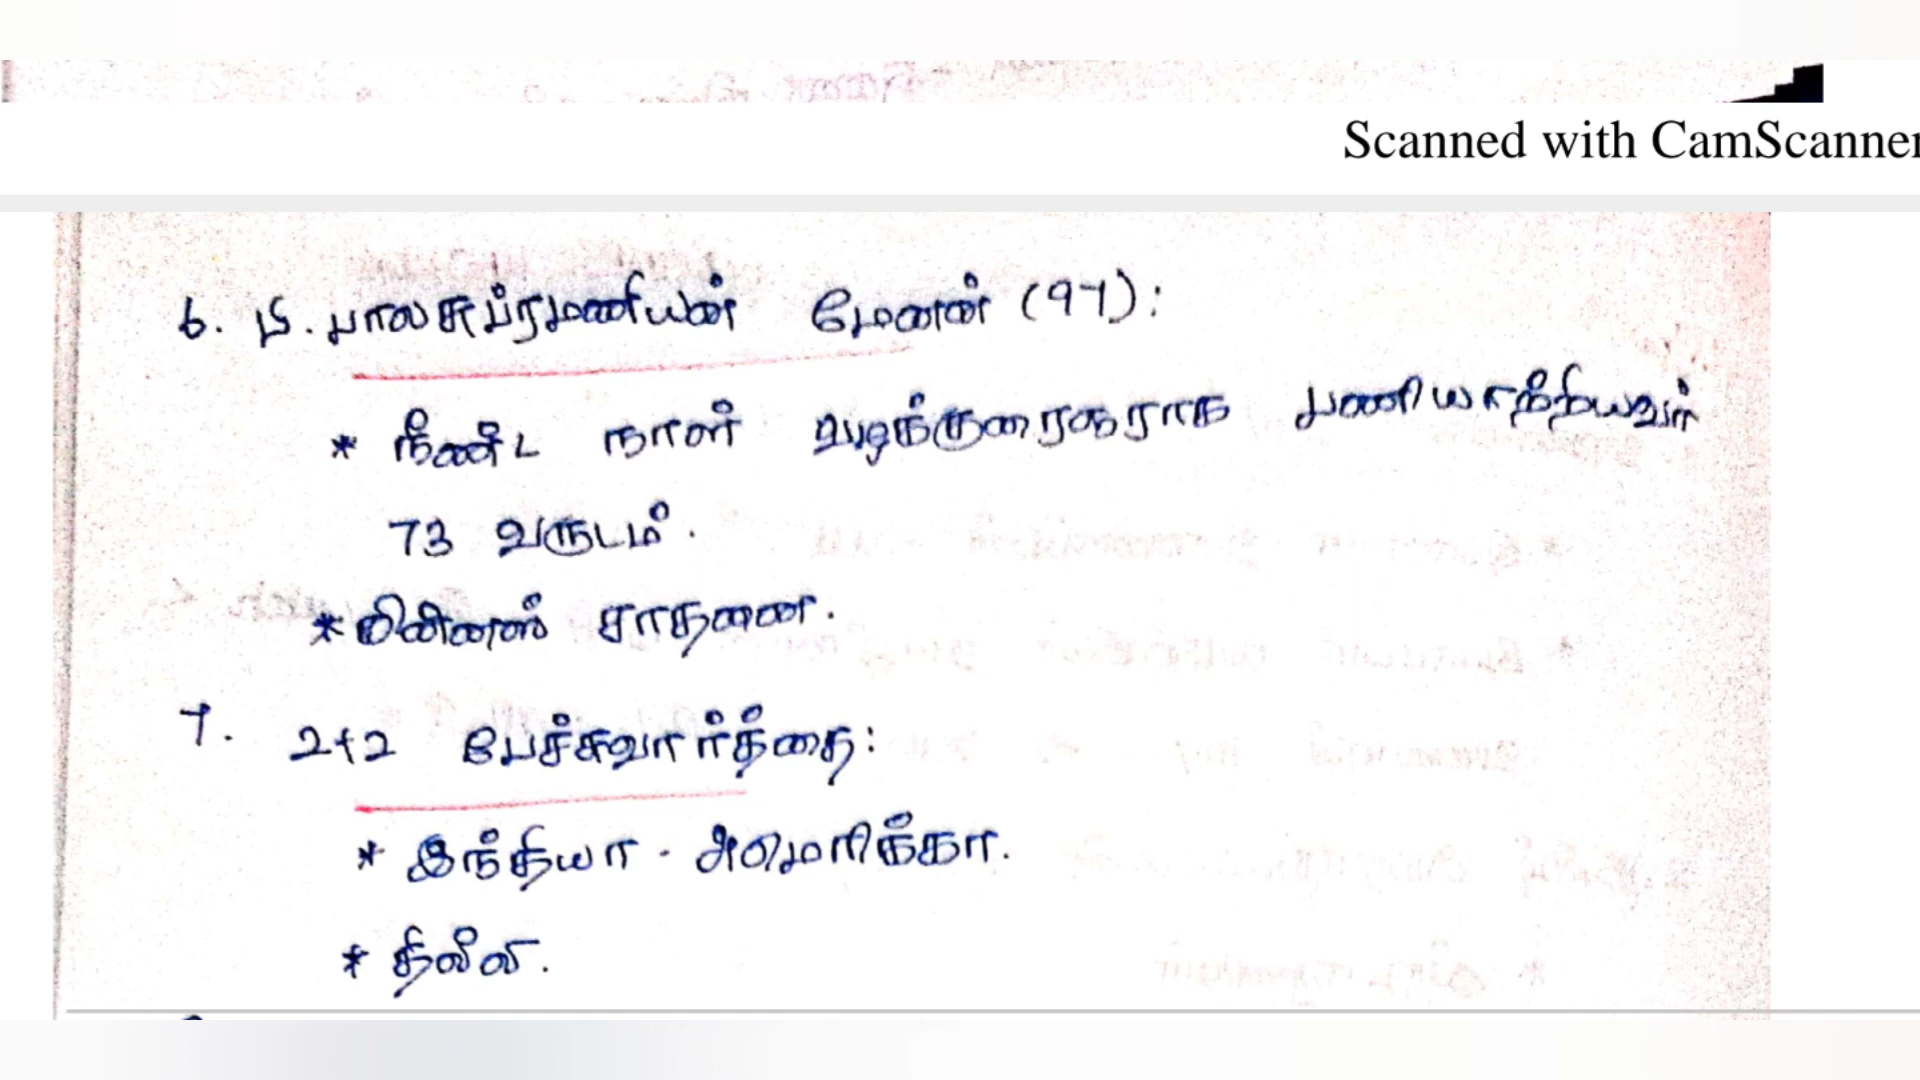 Scanned with CamScanner
6. பி. பாலசுப்ரமணியன் மேனன் (97):
* நீண்ட நாள் வழக்குரைஞராக பணியாற்றியவர்
73 வருடம்.
* கின்னஸ் சாதனை.
7. 2+2 பேச்சுவார்த்தை:
* இந்தியா - அமெரிக்கா.
* தில்லி.